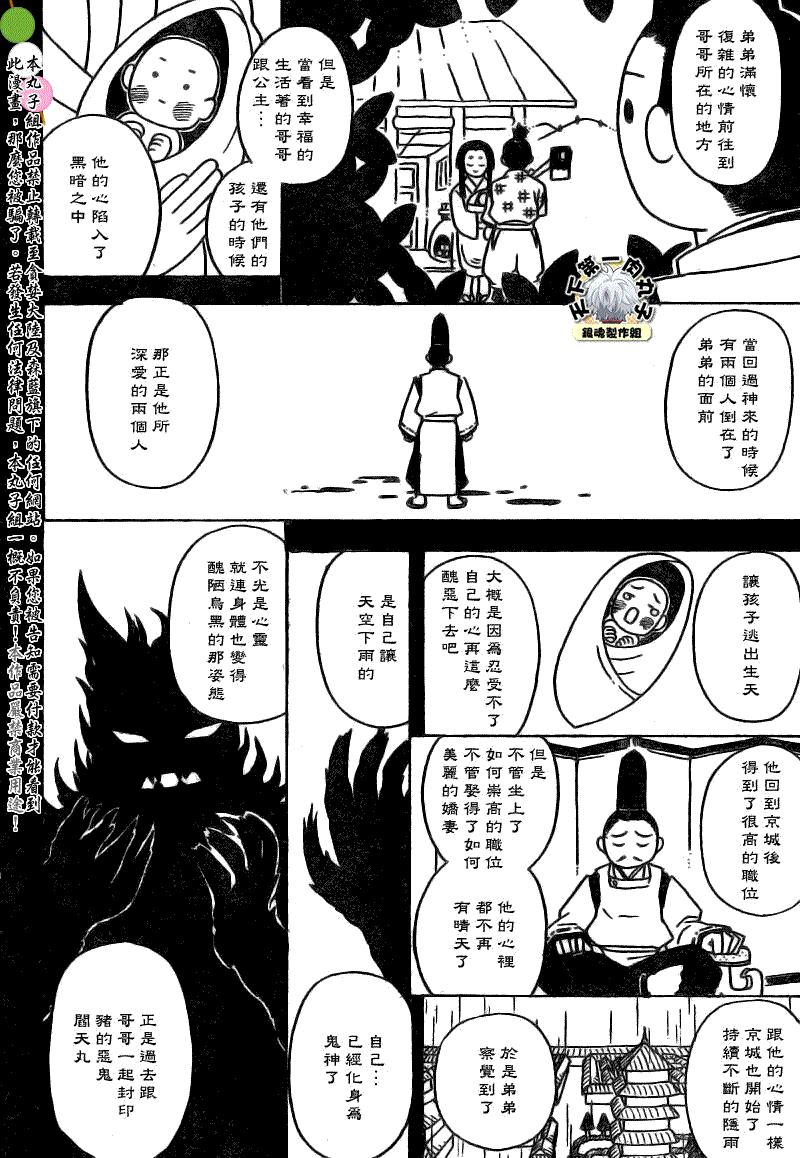 弟弟滿懷
復雜的心情前往到
哥哥所在的地方
但是
當看到幸福的
生活著的哥哥
跟公主…
還有他們的
孩子的時候
他的心陷入了
黑暗之中
天下第一丸子
銀魂製作組
當回過神來的時候
有兩個人倒在了
弟弟的面前
那正是他所
深愛的兩個人
讓孩子逃出生天
大概是因為忍受不了
自己的心再這麼
醜惡下去吧
他回到京城後
得到了很高的職位
但是
不管坐上了
如何崇高的職位
不管娶得了如何
美麗的嬌妻
他的心裡
都不再
有晴天了
跟他的心情一樣
京城也開始了
持續不斷的隱雨
於是弟弟
察覺到了
是自己讓
天空下雨的
自己…
已經化身為
鬼神了
不光是心靈
就連身體也變得
醜陋烏黑的那姿態
正是過去跟
哥哥一起封印
豬的惡鬼
閻天丸
本丸子組作品禁止轉載至貪婪大陸及森藍旗下的任何網站。如果您被告知需要付款才能看到
此漫畫，那麼您被騙了。若發生任何法律問題，本丸子組一概不負責！本作品嚴禁商業用途！